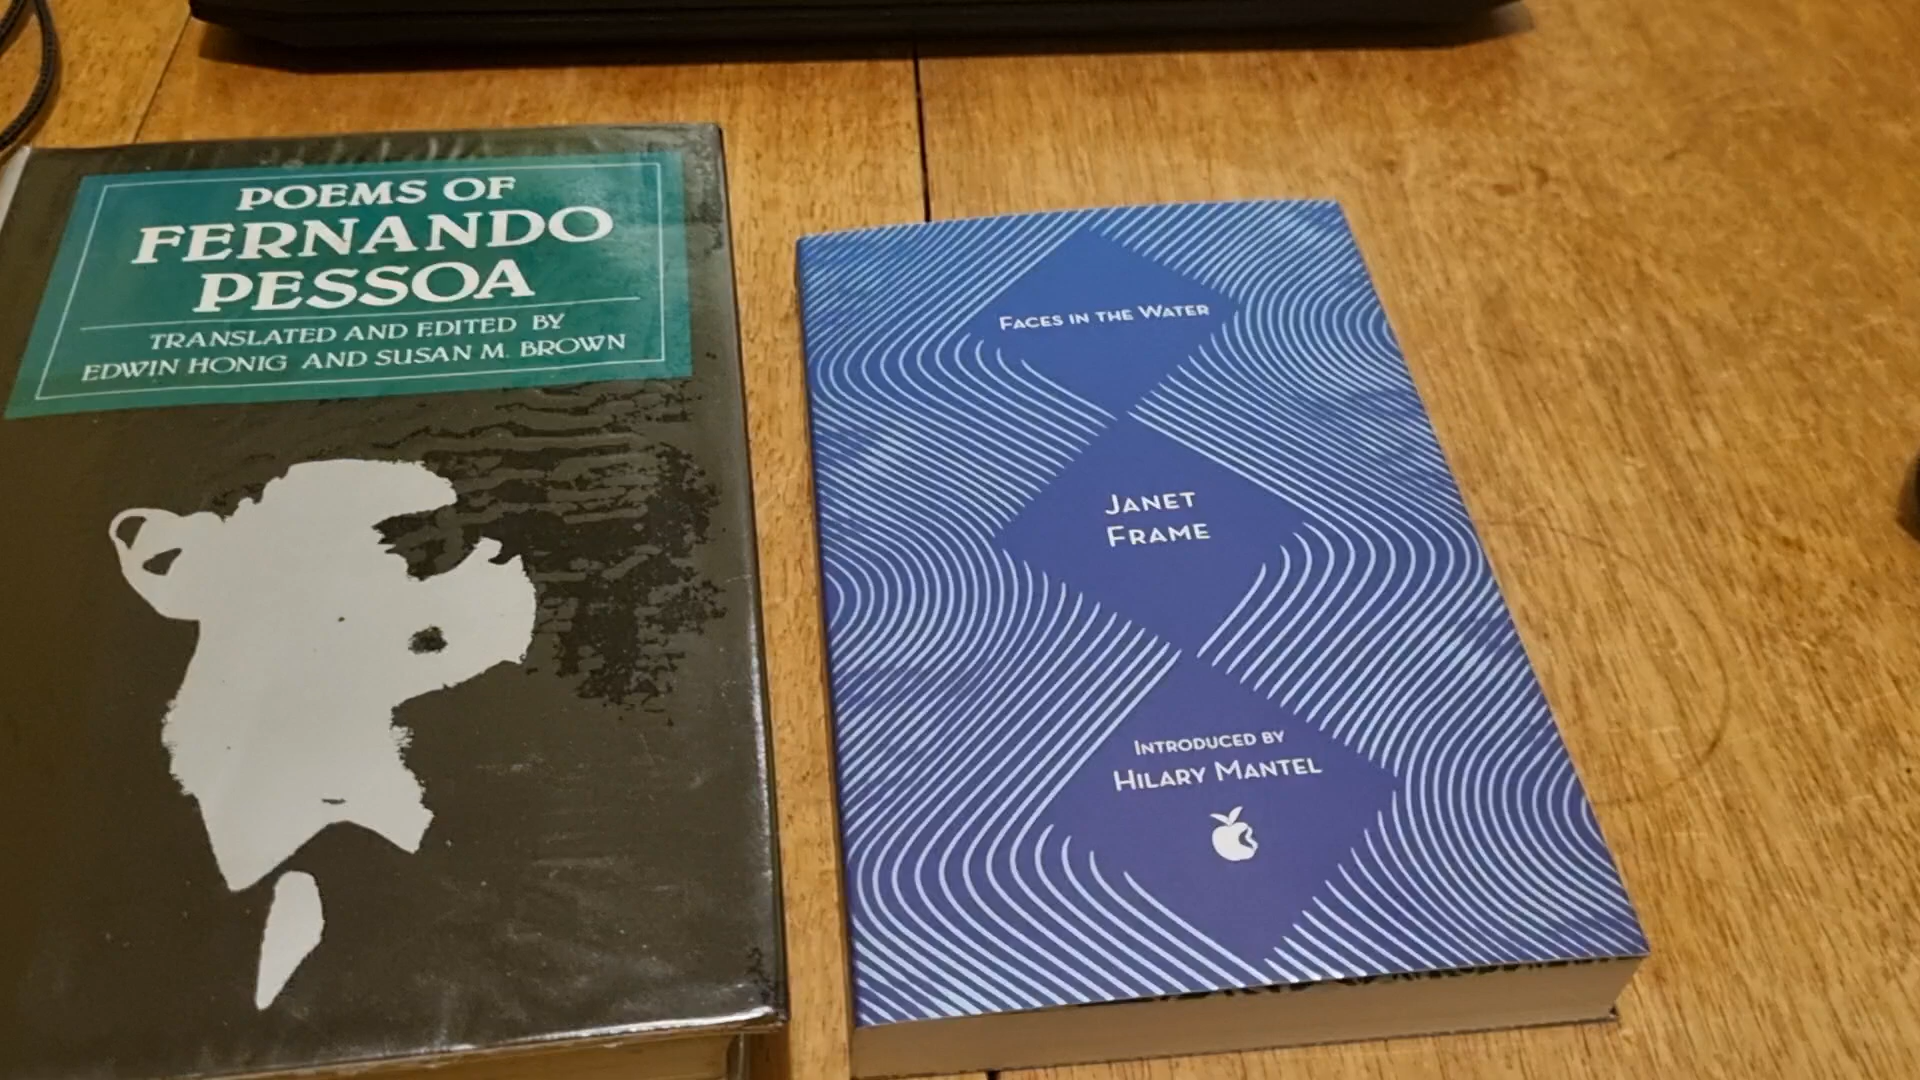 POEMS OF
FERNANDO
PESSOA
TRANSLATED AND EDITED BY
EDWIN HONIG AND SUSAN M. BROWN
FACES IN THE WATER
JANET
FRAME
INTRODUCED BY
HILARY MANTEL